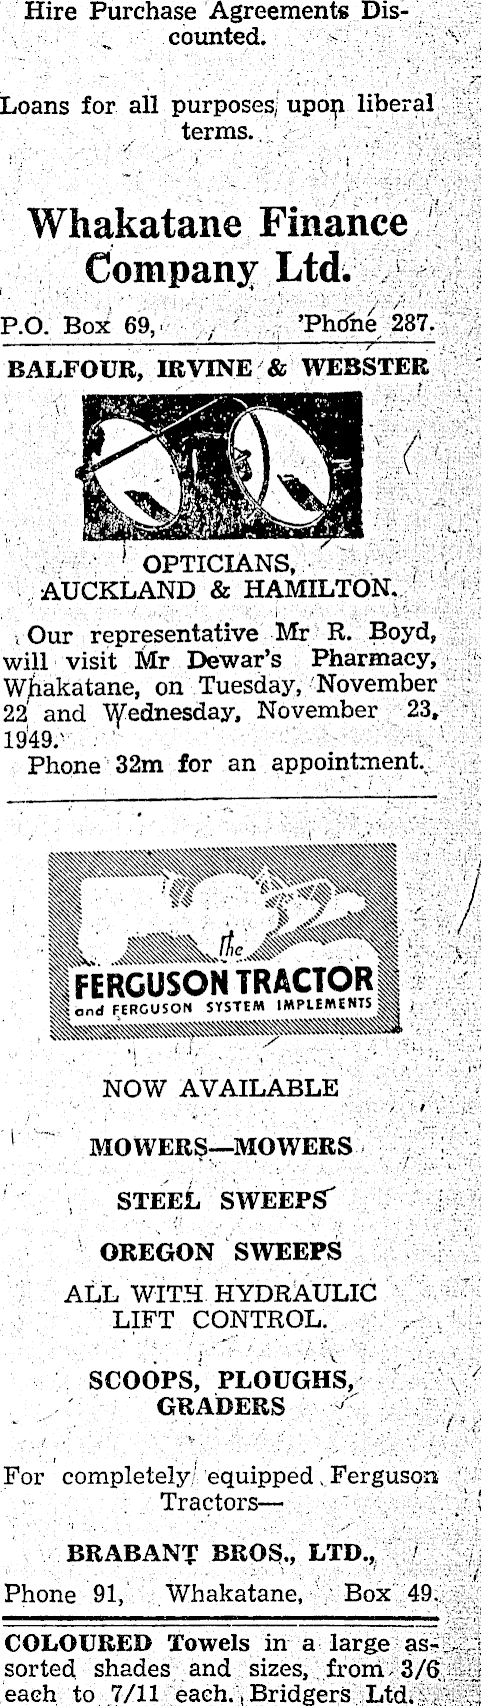 Hire Purchase Agreements Dis-
counted.
Loans for all purposes upon liberal
terms.
Whakatane Finance
Company Ltd.
P.O. Box 69, 'Phone 287.
BALFOUR, IRVINE & WEBSTER
OPTICIANS,
AUCKLAND & HAMILTON.
Our representative Mr R. Boyd,
will visit Mr Dewar's Pharmacy,
Whakatane, on Tuesday, November
22 and Wednesday, November 23,
1949.
Phone 32m for an appointment.
The
FERGUSON TRACTOR
and FERGUSON SYSTEM IMPLEMENTS
NOW AVAILABLE
MOWERS—MOWERS
STEEL SWEEPS
OREGON SWEEPS
ALL WITH HYDRAULIC
LIFT CONTROL.
SCOOPS, PLOUGHS,
GRADERS
For completely equipped Ferguson
Tractors—
BRABANT BROS., LTD.,
Phone 91, Whakatane, Box 49.
COLOURED Towels in a large as-
sorted shades and sizes, from 3/6
each to 7/11 each. Bridgers Ltd.